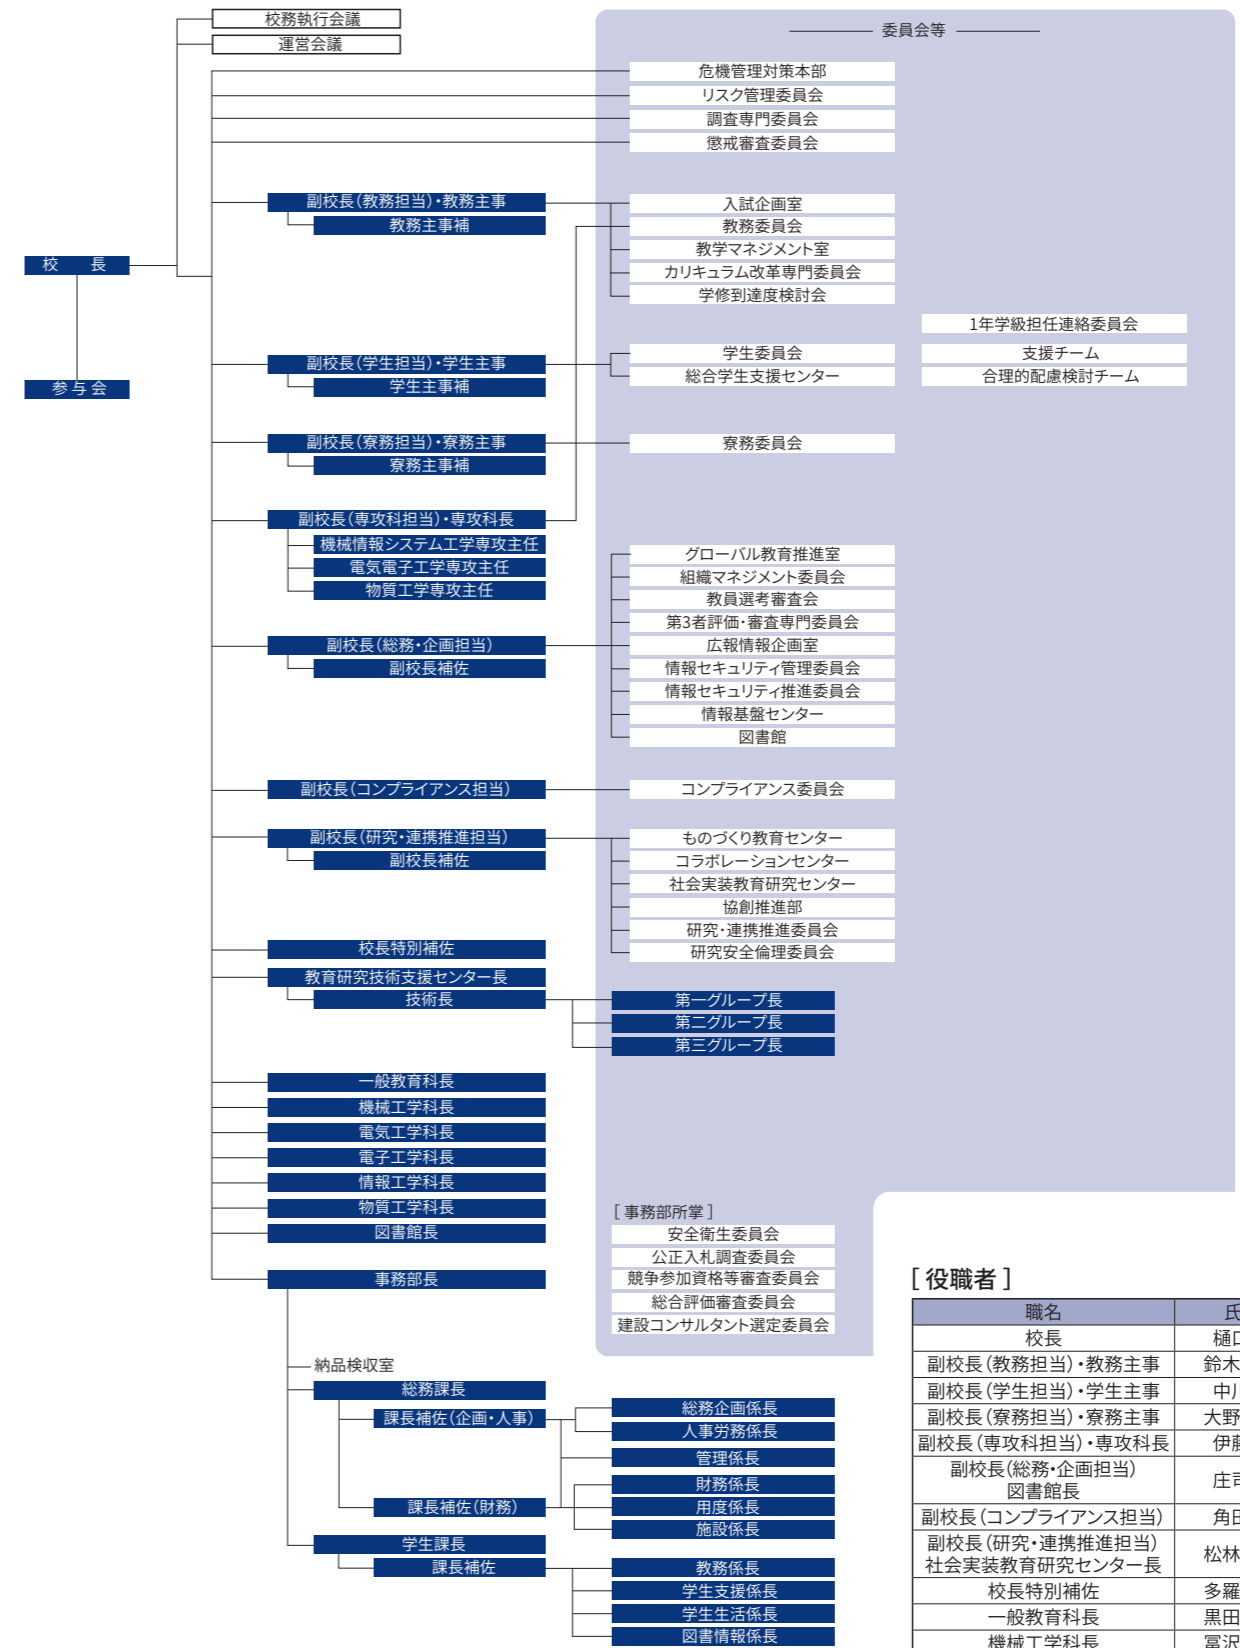 校務執行会議
運営会議
委員会等
危機管理対策本部
リスク管理委員会
調査専門委員会
懲戒審査委員会
副校長(教務担当)・教務主事
教務主事補
入試企画室
教務委員会
教学マネジメント室
カリキュラム改革専門委員会
学修到達度検討会
校　長
参与会
1年学級担任連絡委員会
副校長(学生担当)・学生主事
学生主事補
学生委員会
支援チーム
総合学生支援センター
合理的配慮検討チーム
副校長(寮務担当)・寮務主事
寮務主事補
寮務委員会
副校長(専攻科担当)・専攻科長
機械情報システム工学専攻主任
電気電子工学専攻主任
物質工学専攻主任
副校長(総務・企画担当)
副校長補佐
グローバル教育推進室
組織マネジメント委員会
教員選考審査会
第3者評価・審査専門委員会
広報情報企画室
情報セキュリティ管理委員会
情報セキュリティ推進委員会
情報基盤センター
図書館
副校長(コンプライアンス担当)
コンプライアンス委員会
副校長(研究・連携推進担当)
副校長補佐
ものづくり教育センター
コラボレーションセンター
社会実装教育研究センター
協創推進部
研究・連携推進委員会
研究安全倫理委員会
校長特別補佐
教育研究技術支援センター長
技術長
第一グループ長
第二グループ長
第三グループ長
一般教育科長
機械工学科長
電気工学科長
電子工学科長
情報工学科長
物質工学科長
図書館長
事務部長
[ 事務部所掌 ]
安全衛生委員会
公正入札調査委員会
競争参加資格等審査委員会
総合評価審査委員会
建設コンサルタント選定委員会
納品検収室
総務課長
課長補佐(企画・人事)
総務企画係長
人事労務係長
管理係長
課長補佐(財務)
財務係長
用度係長
施設係長
学生課長
課長補佐
教務係長
学生支援係長
学生生活係長
図書情報係長
[ 役職者 ]
職名 氏
校長 樋口
副校長(教務担当)・教務主事 鈴木
副校長(学生担当)・学生主事 中川
副校長(寮務担当)・寮務主事 大野
副校長(専攻科担当)・専攻科長 伊藤
副校長(総務・企画担当)
図書館長 庄司
副校長(コンプライアンス担当) 角田
副校長(研究・連携推進担当)
社会実装教育研究センター長 松林
校長特別補佐 多羅
一般教育科長 黒田
機械工学科長 冨沢